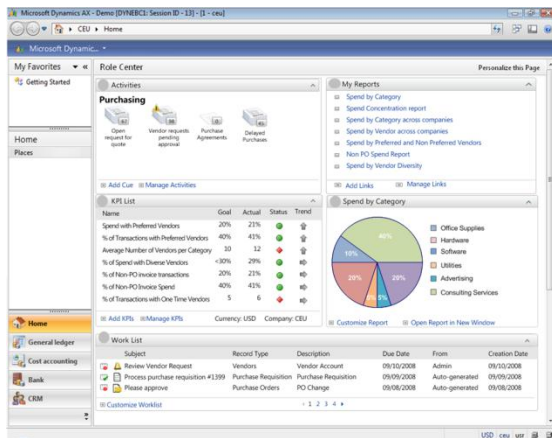 Microsoft Dynamics AX - Demo [DYNEBC1: Session ID - 13] - [1 - ceu]
CEU ▸ Home
Microsoft Dynamic...
My Favorites
Getting Started
Home
Places
Home
General ledger
Cost accounting
Bank
CRM
Role Center
Personalize this Page
Activities
Purchasing
Open request for quote
Vendor requests pending approval
Purchase Agreements
Delayed Purchases
Add Cue Manage Activities
My Reports
Spend by Category
Spend Concentration report
Spend by Category across companies
Spend by Vendor across companies
Spend by Preferred and Non Preferred Vendors
Non PO Spend Report
Spend by Vendor Diversity
Add Links Manage Links
KPI List
Name Goal Actual Status Trend
Spend with Preferred Vendors 20% 21%
% of Transactions with Preferred Vendors 40% 41%
Average Number of Vendors per Category 10 12
% of Spend with Diverse Vendors <30% 29%
% of Non-PO invoice transactions 20% 21%
% of Non-PO Invoice Spend 40% 41%
% of Transactions with One Time Vendors 5 6
Add KPIs Manage KPIs Currency: USD Company: CEU
Spend by Category
Office Supplies
Hardware
Software
Utilities
Advertising
Consulting Services
Customize Report Open Report in New Window
Work List
Subject Record Type Description Due Date From Creation Date
Review Vendor Request Vendors Vendor Account 09/10/2008 Admin 09/10/2008
Process purchase requisition #1399 Purchase Requisition Purchase Requisition 09/09/2008 Auto-generated 09/09/2008
Please approve Purchase Orders PO Change 09/08/2008 Auto-generated 09/08/2008
Customize Worklist 1 2 3 4
USD ceu usr